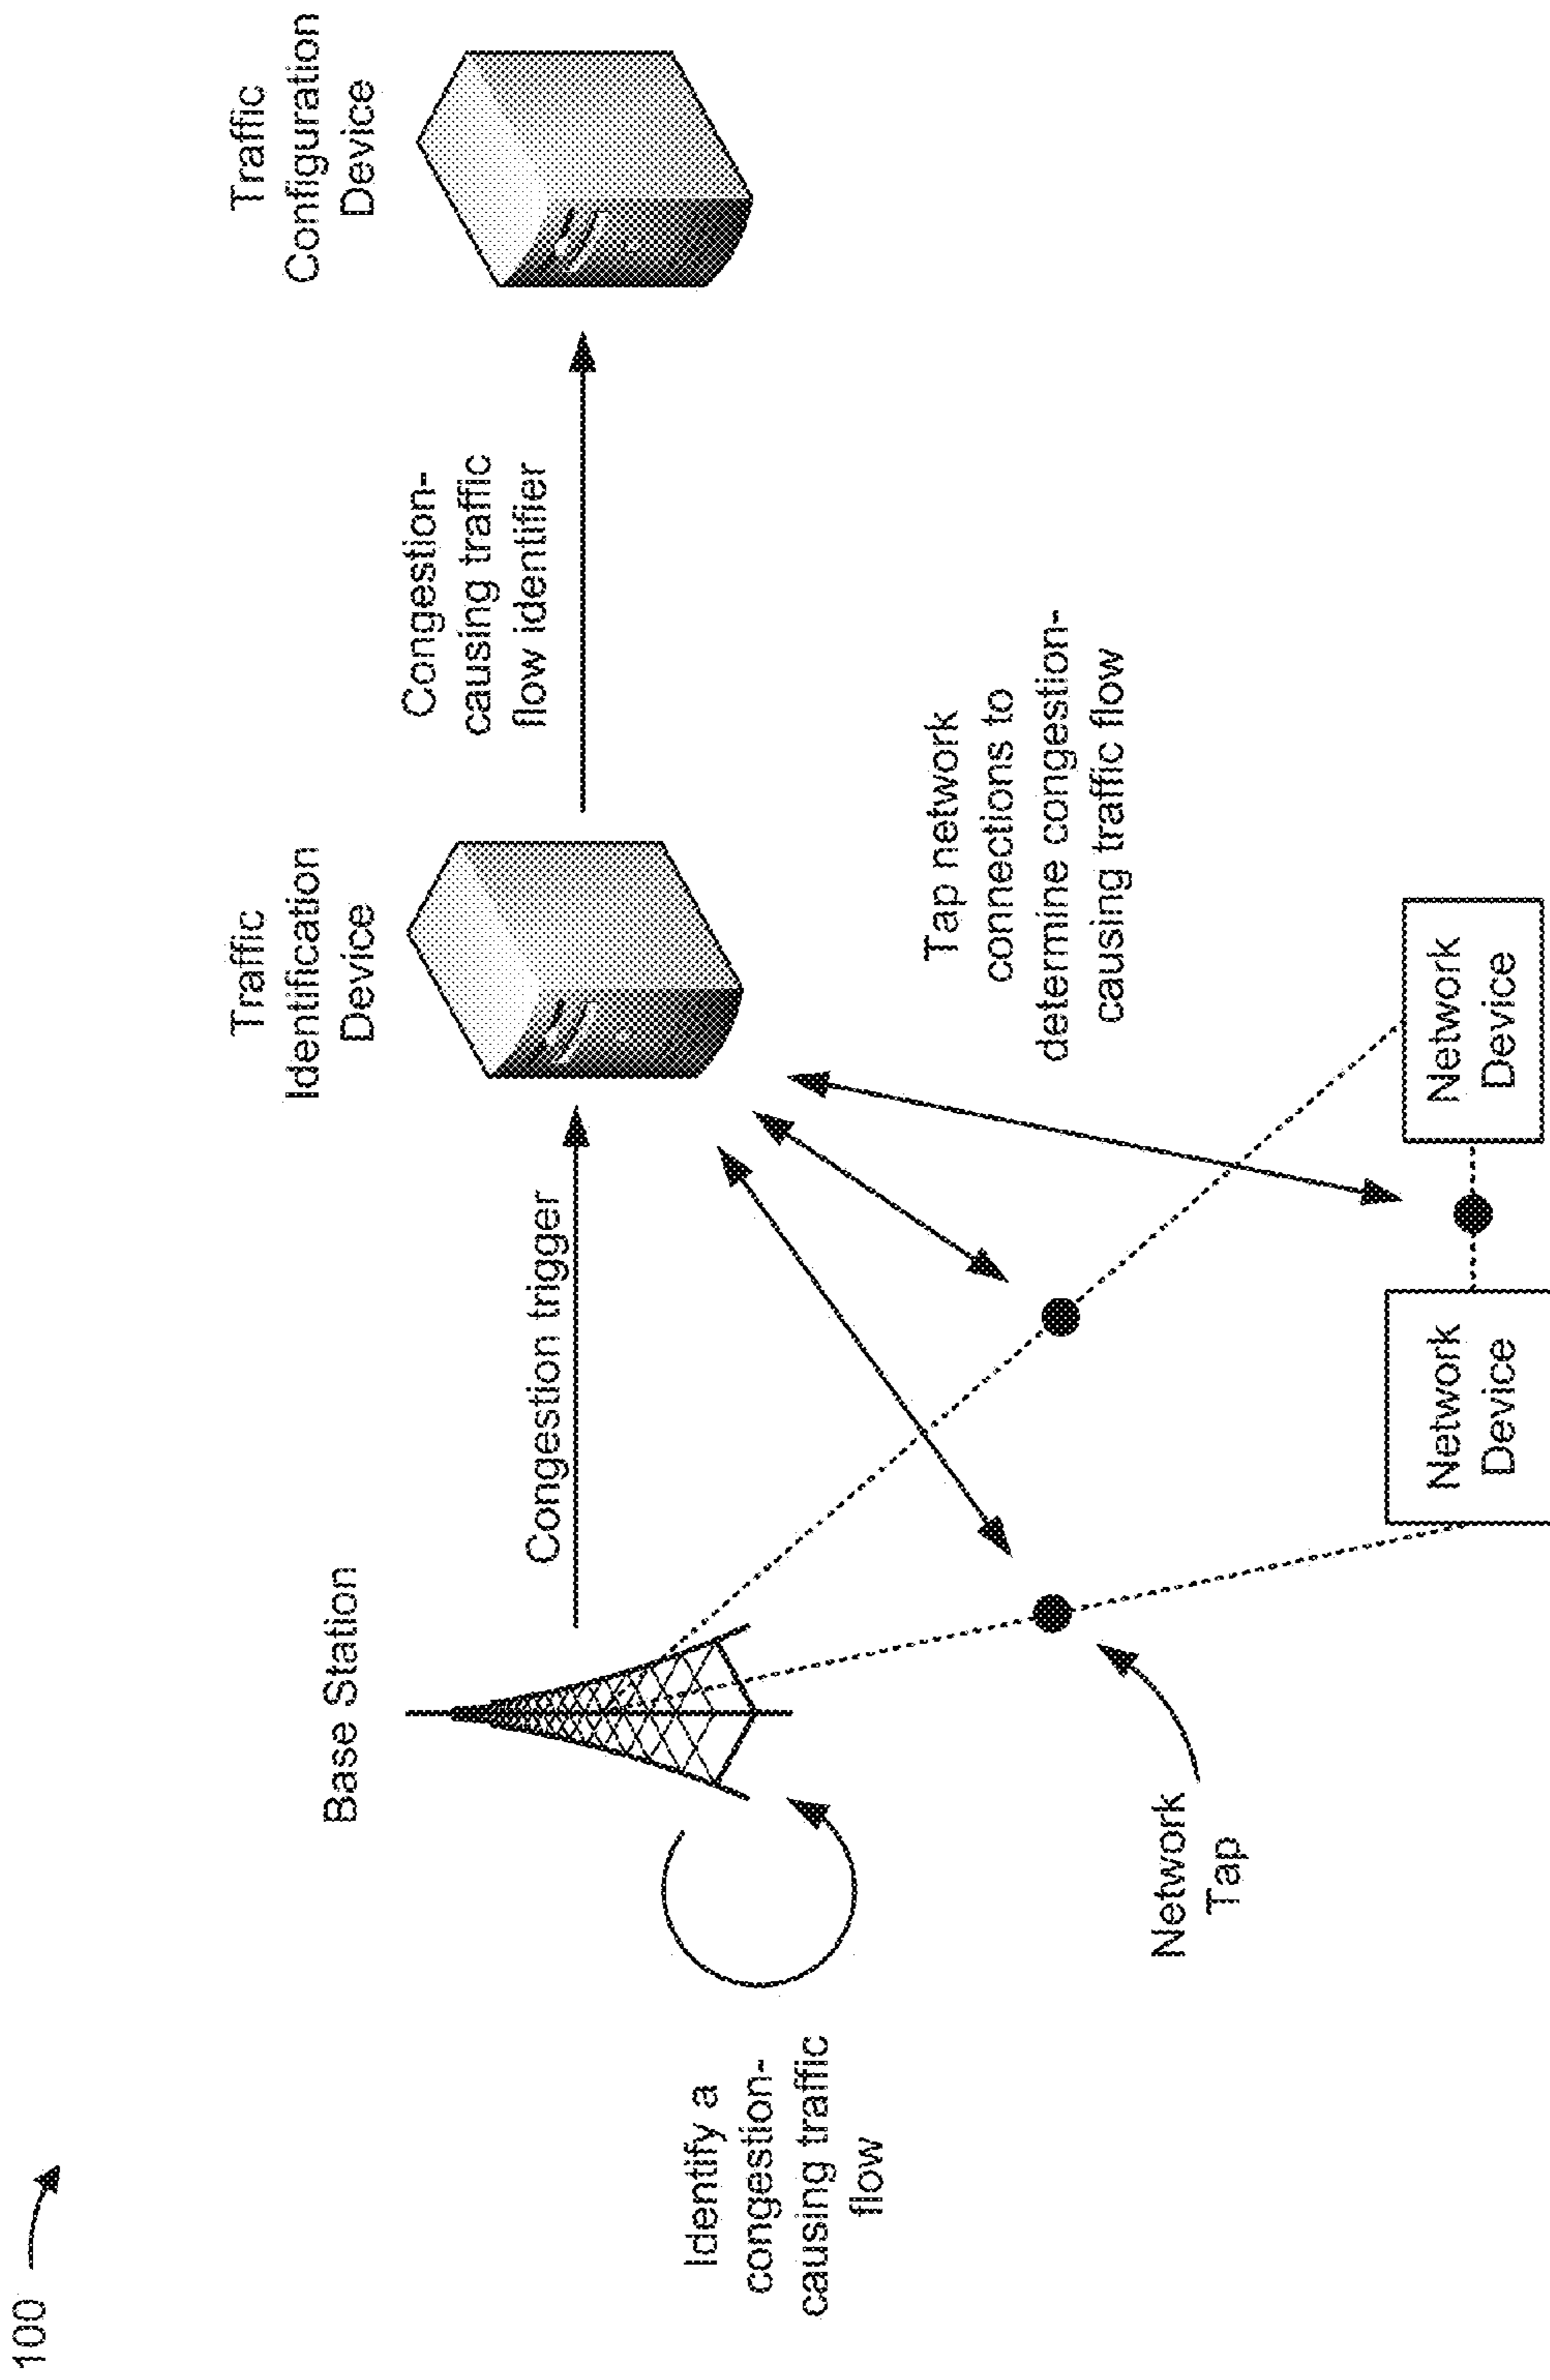 100
Base Station
Traffic
Identification
Device
Traffic
Configuration
Device
Congestion trigger
Congestion-
causing traffic
flow identifier
Identify a
congestion-
causing traffic
flow
Tap network
connections to
determine congestion-
causing traffic flow
Network
Tap
Network
Device
Network
Device